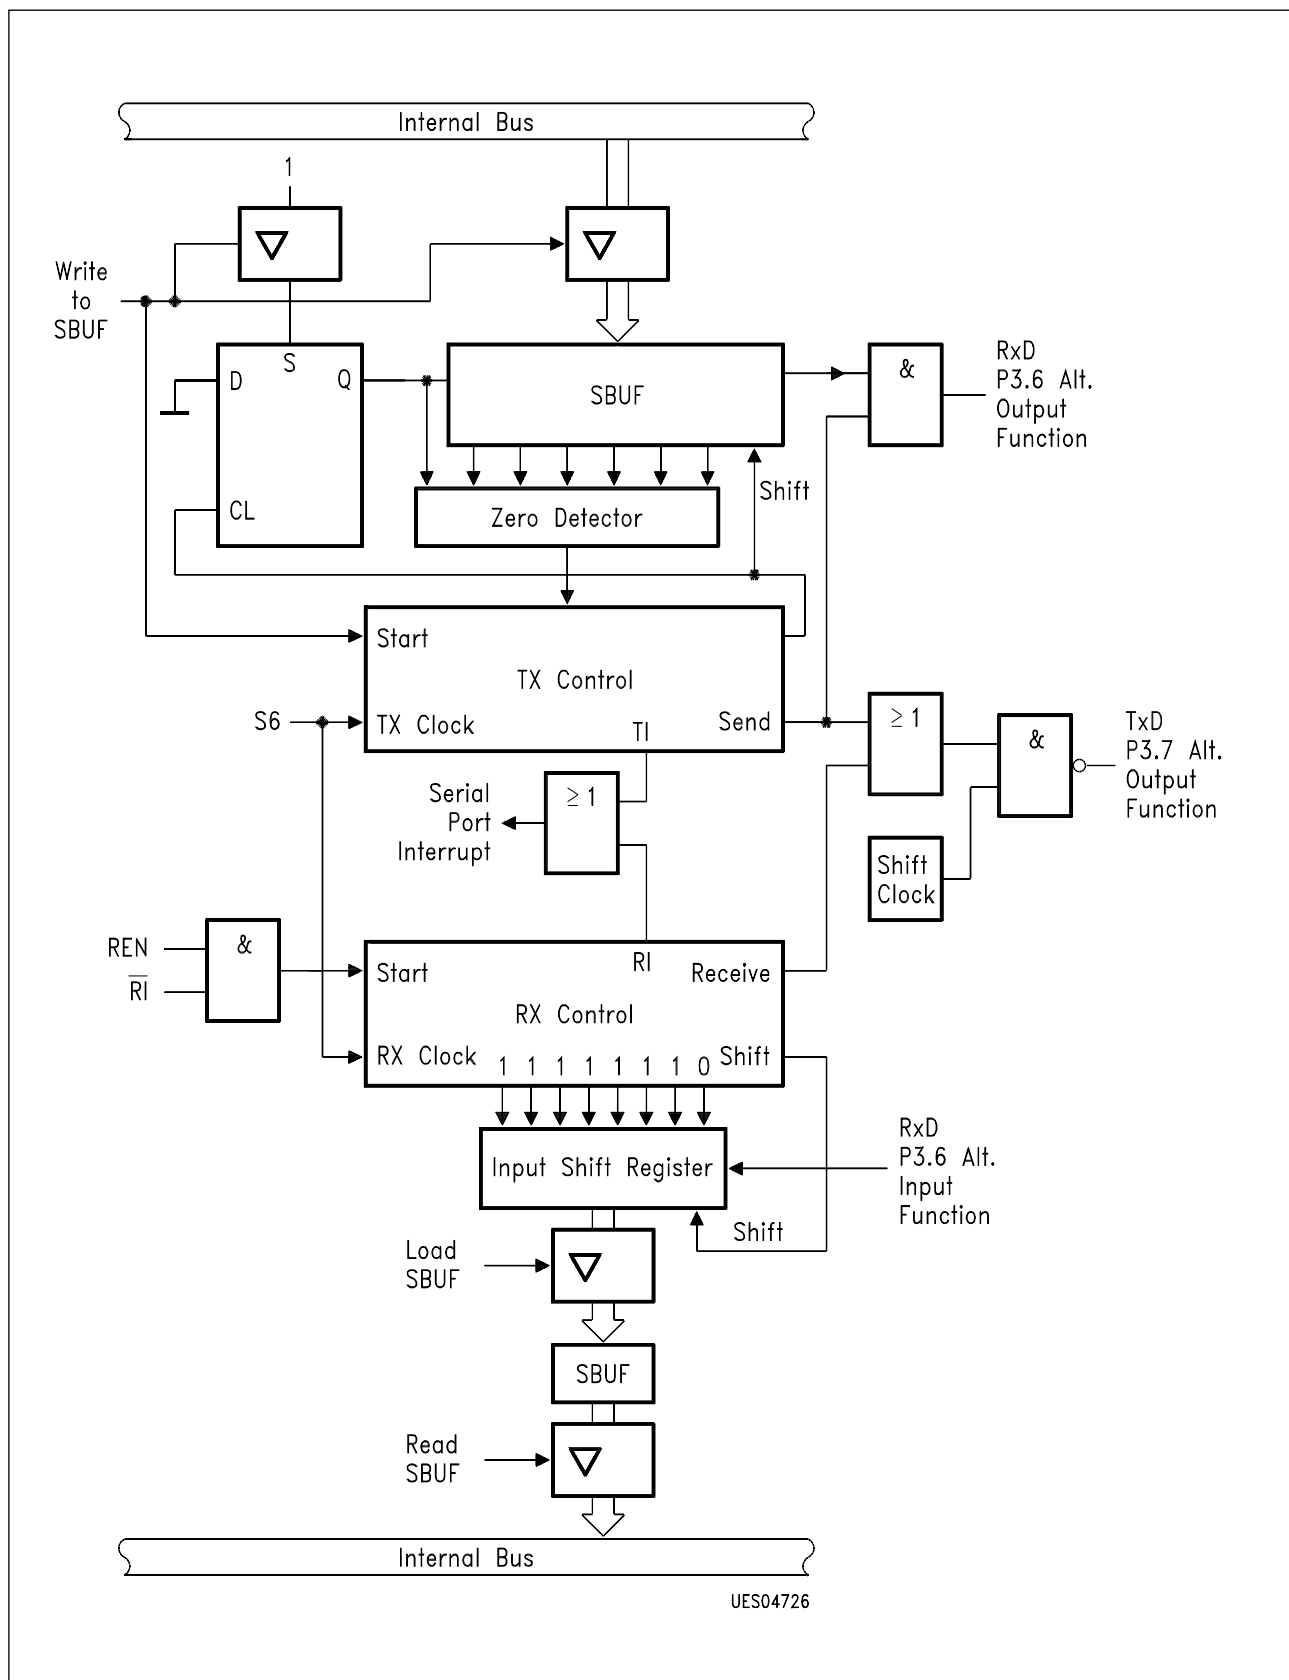 Internal Bus
1
Write
to
SBUF
S
D
Q
CL
SBUF
&
RxD
P3.6 Alt.
Output
Function
Shift
Zero Detector
Start
TX Control
S6
TX Clock
TI
Send
≥1
&
TxD
P3.7 Alt.
Output
Function
Serial
Port
Interrupt
≥1
Shift
Clock
REN
R̅I̅
&
Start
RI
Receive
RX Control
RX Clock
1 1 1 1 1 1 1 0
Shift
Input Shift Register
RxD
P3.6 Alt.
Input
Function
Shift
Load
SBUF
SBUF
Read
SBUF
Internal Bus
UES04726